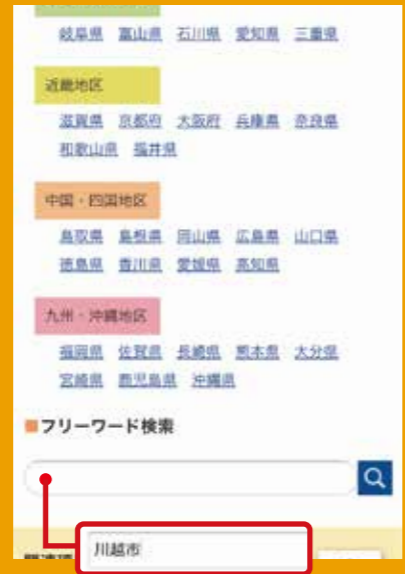 岐阜県 富山県 石川県 愛知県 三重県
近畿地区
滋賀県 京都府 大阪府 兵庫県 奈良県
和歌山県 福井県
中国・四国地区
鳥取県 島根県 岡山県 広島県 山口県
徳島県 香川県 愛媛県 高知県
九州・沖縄地区
福岡県 佐賀県 長崎県 熊本県 大分県
宮崎県 鹿児島県 沖縄県
■フリーワード検索
川越市